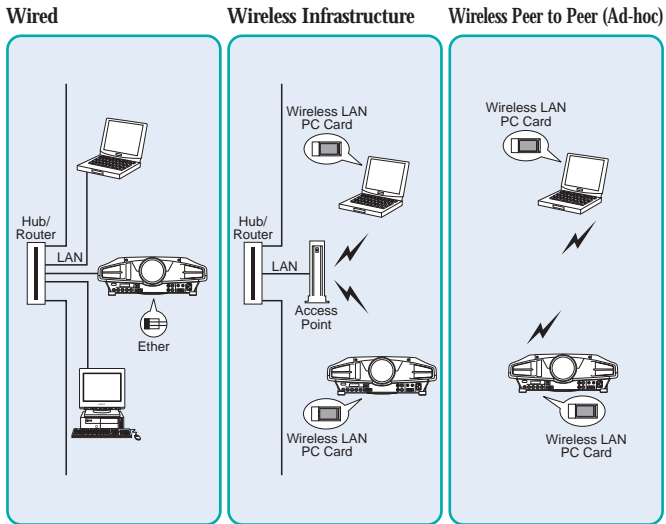 Wired
Hub/
Router
LAN
Ether
Wireless Infrastructure
Wireless LAN
PC Card
Hub/
Router
LAN
Access
Point
Wireless LAN
PC Card
Wireless Peer to Peer (Ad-hoc)
Wireless LAN
PC Card
Wireless LAN
PC Card